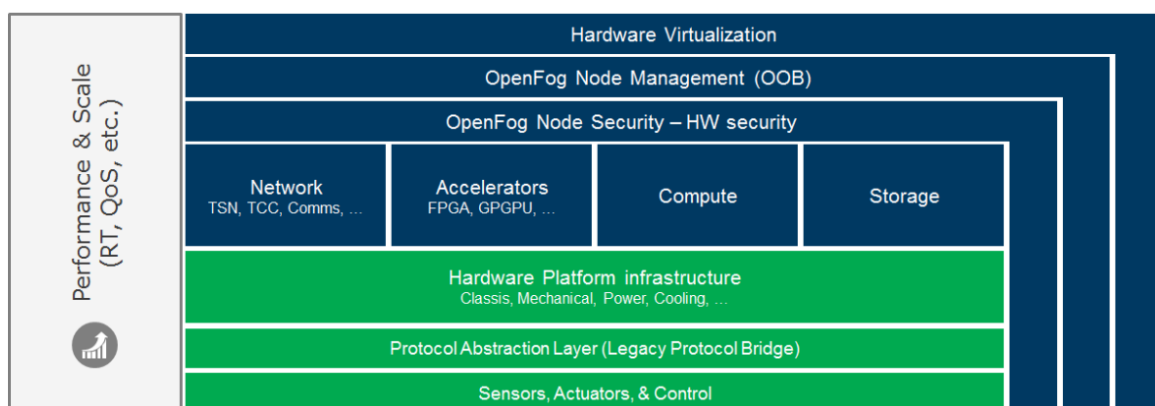 Performance & Scale
(RT, QoS, etc.)
Hardware Virtualization
OpenFog Node Management (OOB)
OpenFog Node Security – HW security
Network
TSN, TCC, Comms, ...
Accelerators
FPGA, GPGPU, ...
Compute
Storage
Hardware Platform infrastructure
Classis, Mechanical, Power, Cooling, ...
Protocol Abstraction Layer (Legacy Protocol Bridge)
Sensors, Actuators, & Control